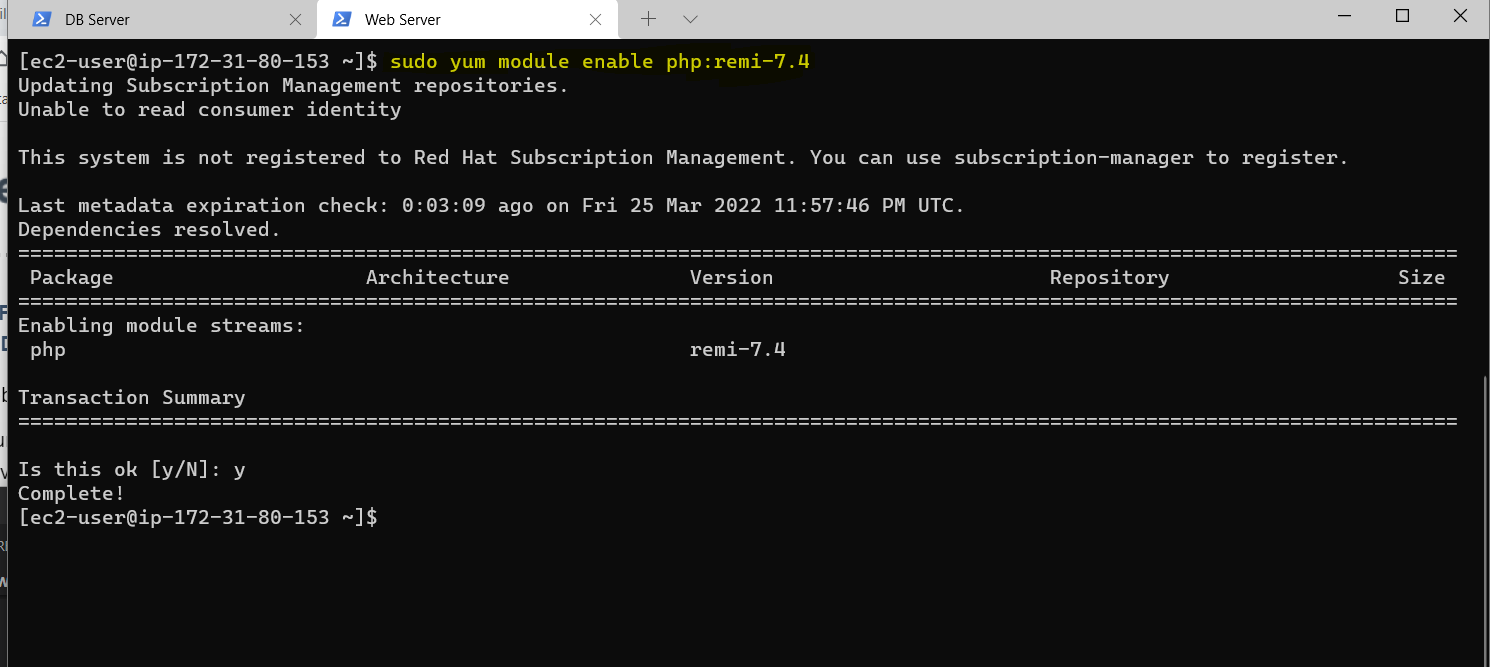 DB Server
Web Server
[ec2-user@ip-172-31-80-153 ~]$ sudo yum module enable php:remi-7.4
Updating Subscription Management repositories.
Unable to read consumer identity
This system is not registered to Red Hat Subscription Management. You can use subscription-manager to register.
Last metadata expiration check: 0:03:09 ago on Fri 25 Mar 2022 11:57:46 PM UTC.
Dependencies resolved.
========================================================================================================================
Package Architecture Version Repository Size
========================================================================================================================
Enabling module streams:
php remi-7.4
Transaction Summary
========================================================================================================================
Is this ok [y/N]: y
Complete!
[ec2-user@ip-172-31-80-153 ~]$